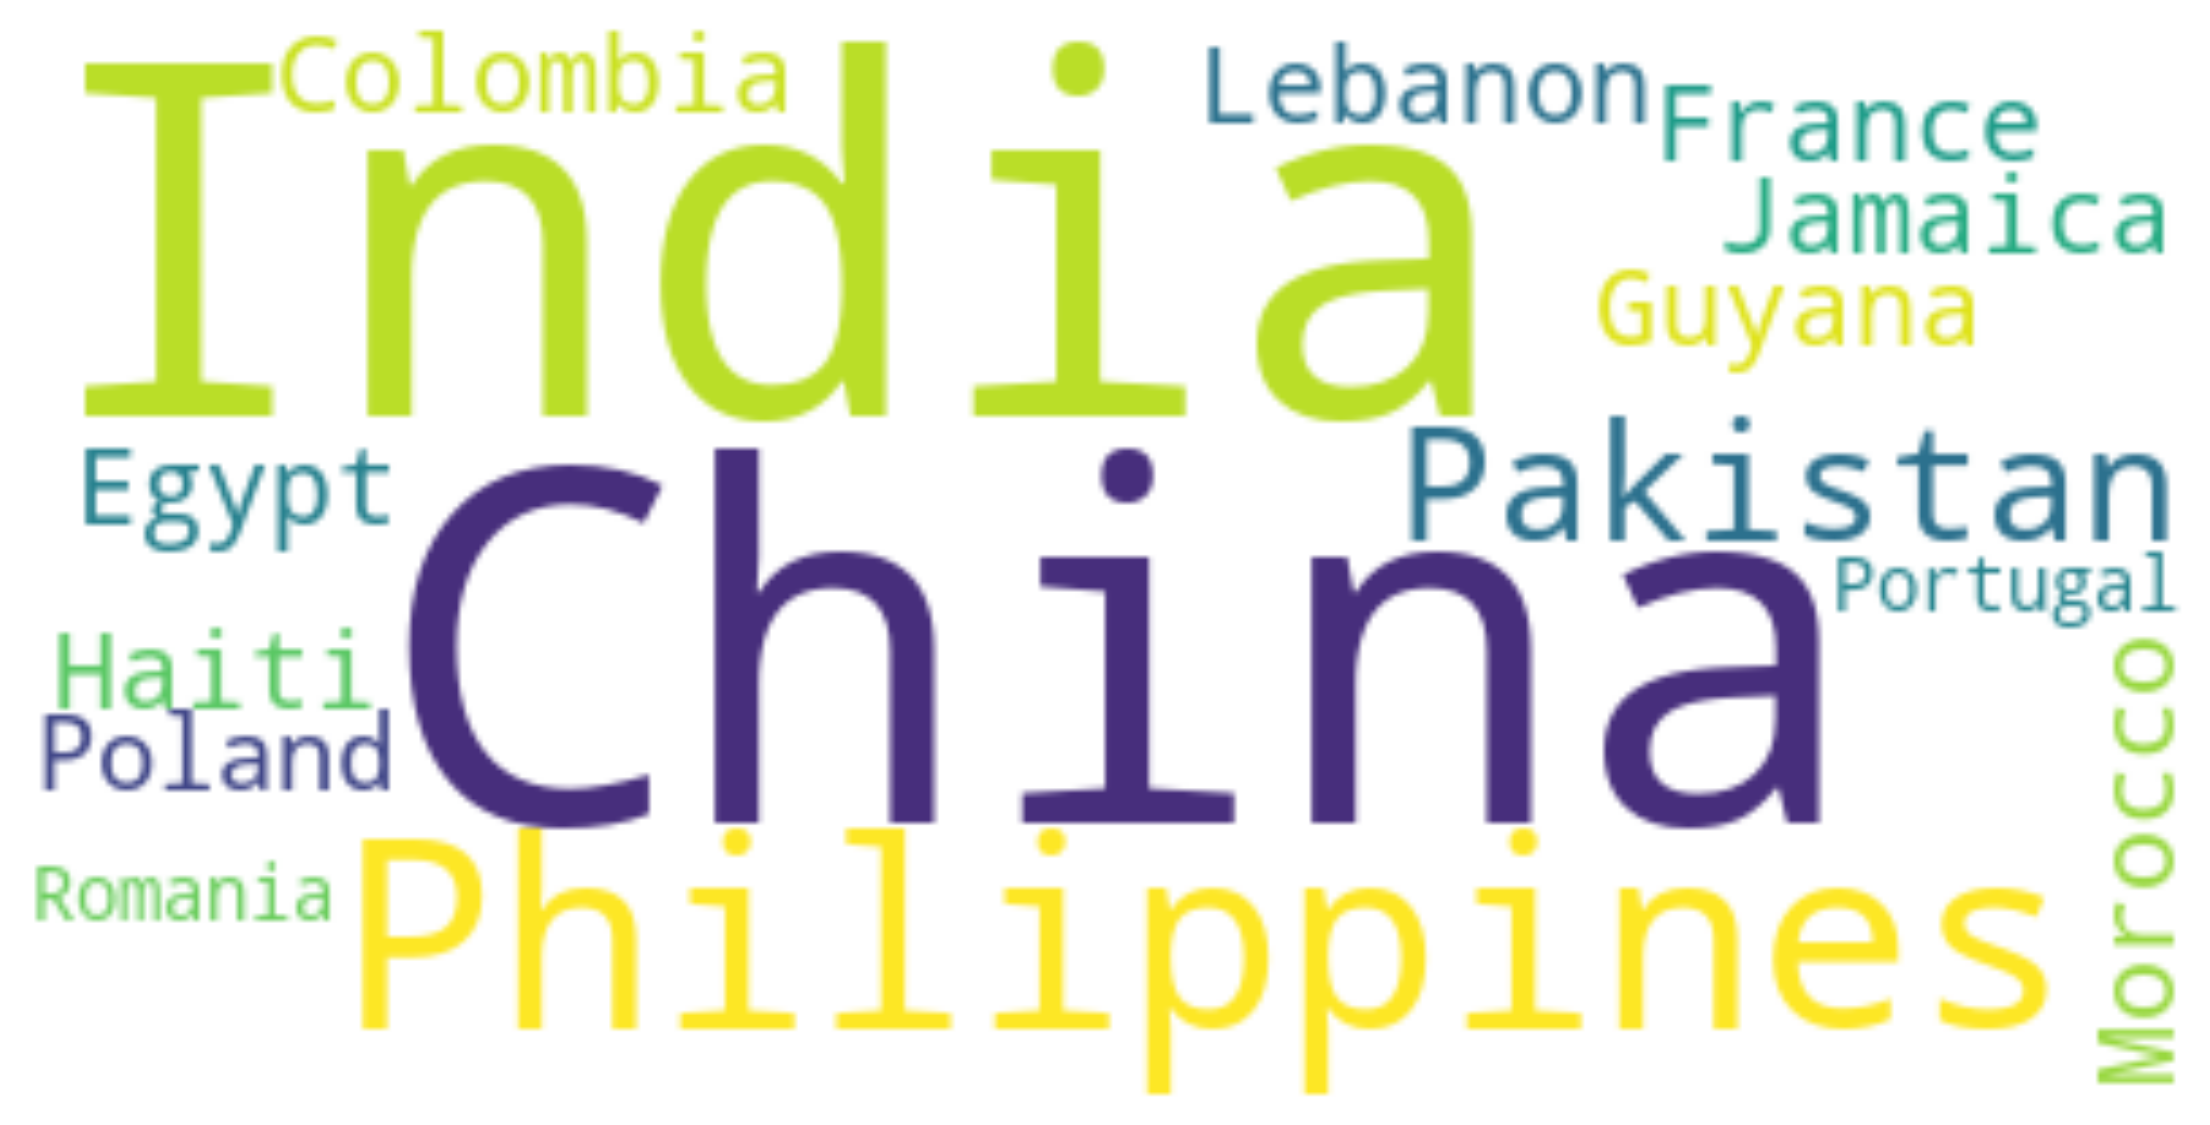 Colombia
India
Lebanon
France
Jamaica
Guyana
Egypt
China
Pakistan
Portugal
Haiti
Poland
Romania
Philippines
Morocco